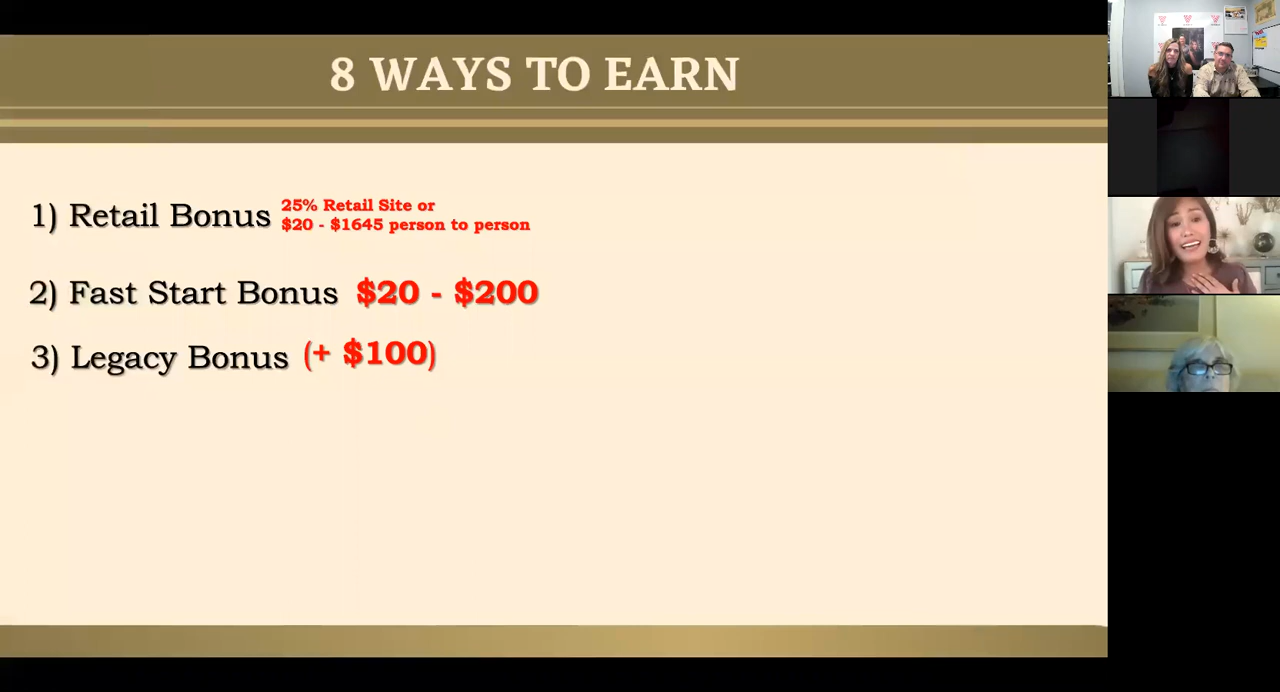 8 WAYS TO EARN
1) Retail Bonus 25% Retail Site or
$20 - $1645 person to person
2) Fast Start Bonus $20 - $200
3) Legacy Bonus (+ $100)